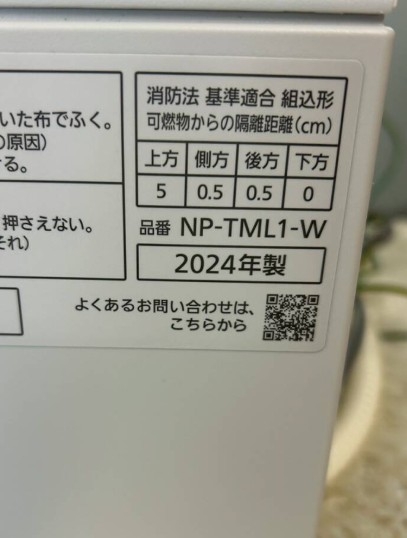 いた布でふく。
の原因)
る。
押さえない。
それ)
消防法 基準適合 組込形
可燃物からの隔離距離(cm)
上方 側方 後方 下方
5 0.5 0.5 0
品番 NP-TML1-W
2024年製
よくあるお問い合わせは、
こちらから